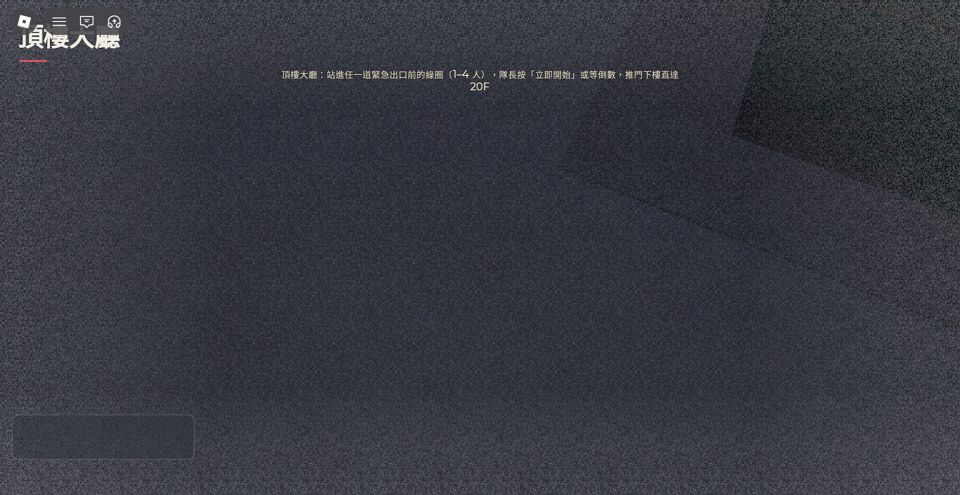 頂樓大廳
頂樓大廳：站進任一道緊急出口前的綠圈（1–4 人），隊長按「立即開始」或等倒數，推門下樓直達
20F